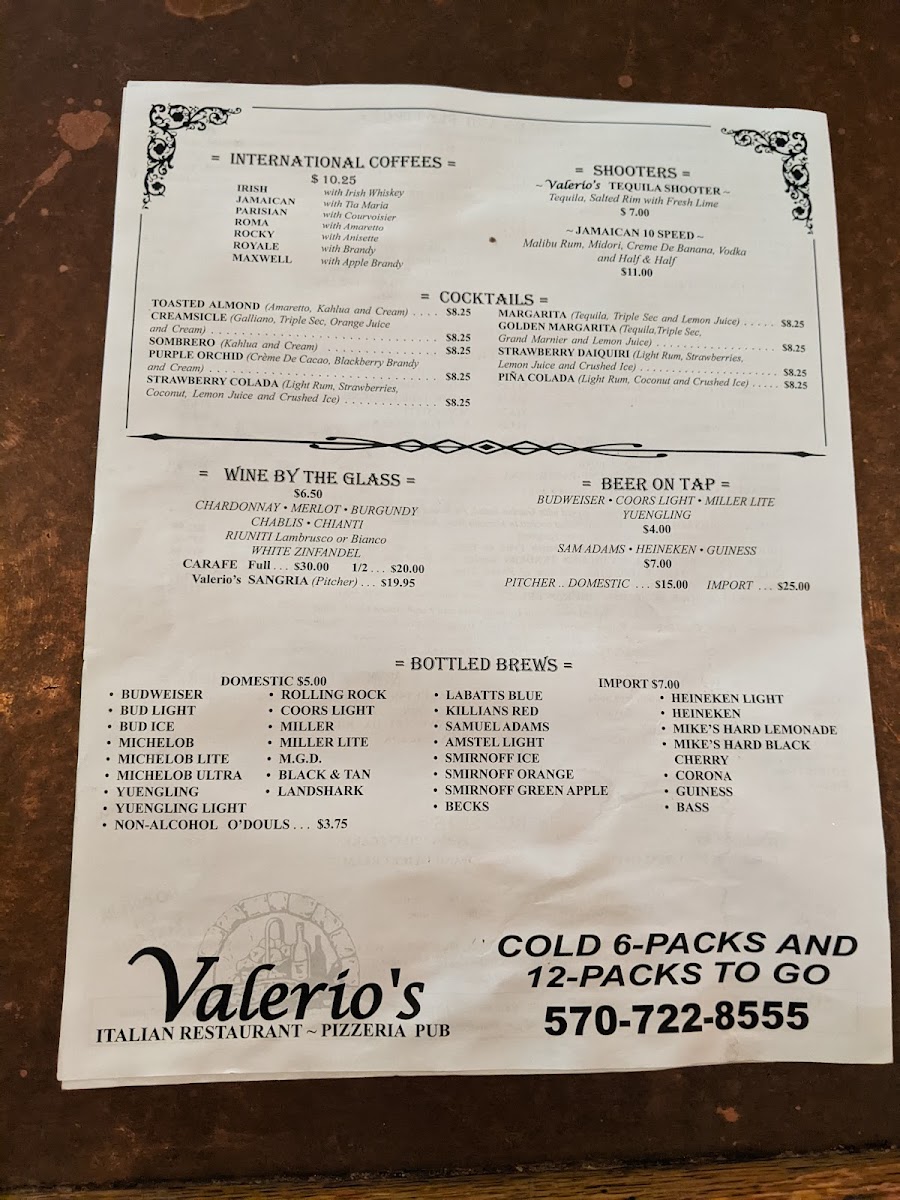 = INTERNATIONAL COFFEES =
$ 10.25
IRISH with Irish Whiskey
JAMAICAN with Tia Maria
PARISIAN with Courvoisier
ROMA with Amaretto
ROCKY with Anisette
ROYALE with Brandy
MAXWELL with Apple Brandy
= SHOOTERS =
~ Valerio's TEQUILA SHOOTER ~
Tequila, Salted Rim with Fresh Lime
$ 7.00
~ JAMAICAN 10 SPEED ~
Malibu Rum, Midori, Creme De Banana, Vodka
and Half & Half
$11.00
= COCKTAILS =
TOASTED ALMOND (Amaretto, Kahlua and Cream) . . . . $8.25
CREAMSICLE (Galliano, Triple Sec, Orange Juice
and Cream) . . . . . . . . . . . . . . . . . . . . . . . . . . . . . . $8.25
SOMBRERO (Kahlua and Cream) . . . . . . . . . . . . . . $8.25
PURPLE ORCHID (Crème De Cacao, Blackberry Brandy
and Cream) . . . . . . . . . . . . . . . . . . . . . . . . . . . . . . $8.25
STRAWBERRY COLADA (Light Rum, Strawberries,
Coconut, Lemon Juice and Crushed Ice) . . . . . . . . . . . . $8.25
MARGARITA (Tequila, Triple Sec and Lemon Juice) . . . . . $8.25
GOLDEN MARGARITA (Tequila,Triple Sec,
Grand Marnier and Lemon Juice) . . . . . . . . . . . . . . . . $8.25
STRAWBERRY DAIQUIRI (Light Rum, Strawberries,
Lemon Juice and Crushed Ice) . . . . . . . . . . . . . . . . . . $8.25
PIÑA COLADA (Light Rum, Coconut and Crushed Ice) . . . . . $8.25
= WINE BY THE GLASS =
$6.50
CHARDONNAY • MERLOT • BURGUNDY
CHABLIS • CHIANTI
RIUNITI Lambrusco or Bianco
WHITE ZINFANDEL
CARAFE Full . . . $30.00 1/2 . . . $20.00
Valerio's SANGRIA (Pitcher) . . . $19.95
= BEER ON TAP =
BUDWEISER • COORS LIGHT • MILLER LITE
YUENGLING
$4.00
SAM ADAMS • HEINEKEN • GUINESS
$7.00
PITCHER .. DOMESTIC . . . $15.00 IMPORT . . . $25.00
= BOTTLED BREWS =
DOMESTIC $5.00
• BUDWEISER
• BUD LIGHT
• BUD ICE
• MICHELOB
• MICHELOB LITE
• MICHELOB ULTRA
• YUENGLING
• YUENGLING LIGHT
• NON-ALCOHOL O'DOULS . . . $3.75
• ROLLING ROCK
• COORS LIGHT
• MILLER
• MILLER LITE
• M.G.D.
• BLACK & TAN
• LANDSHARK
IMPORT $7.00
• LABATTS BLUE
• KILLIANS RED
• SAMUEL ADAMS
• AMSTEL LIGHT
• SMIRNOFF ICE
• SMIRNOFF ORANGE
• SMIRNOFF GREEN APPLE
• BECKS
• HEINEKEN LIGHT
• HEINEKEN
• MIKE'S HARD LEMONADE
• MIKE'S HARD BLACK
CHERRY
• CORONA
• GUINESS
• BASS
Valerio's
ITALIAN RESTAURANT ~ PIZZERIA PUB
COLD 6-PACKS AND
12-PACKS TO GO
570-722-8555